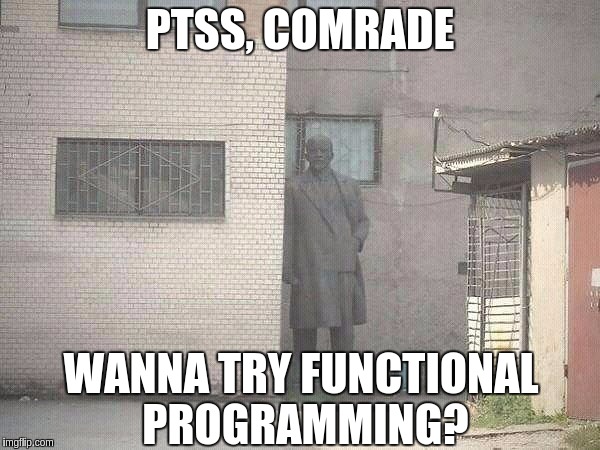 PTSS, COMRADE
WANNA TRY FUNCTIONAL
PROGRAMMING?
imgflip.com